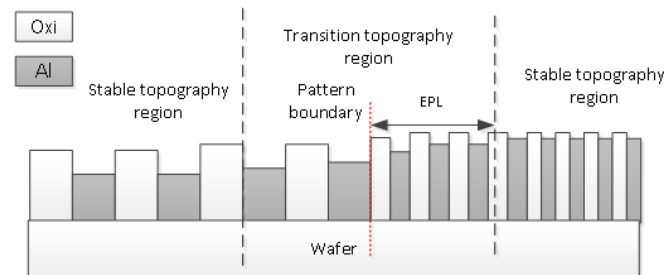 Oxi
Al
Stable topography
region
Transition topography
region
Pattern
boundary
EPL
Stable topography
region
Wafer